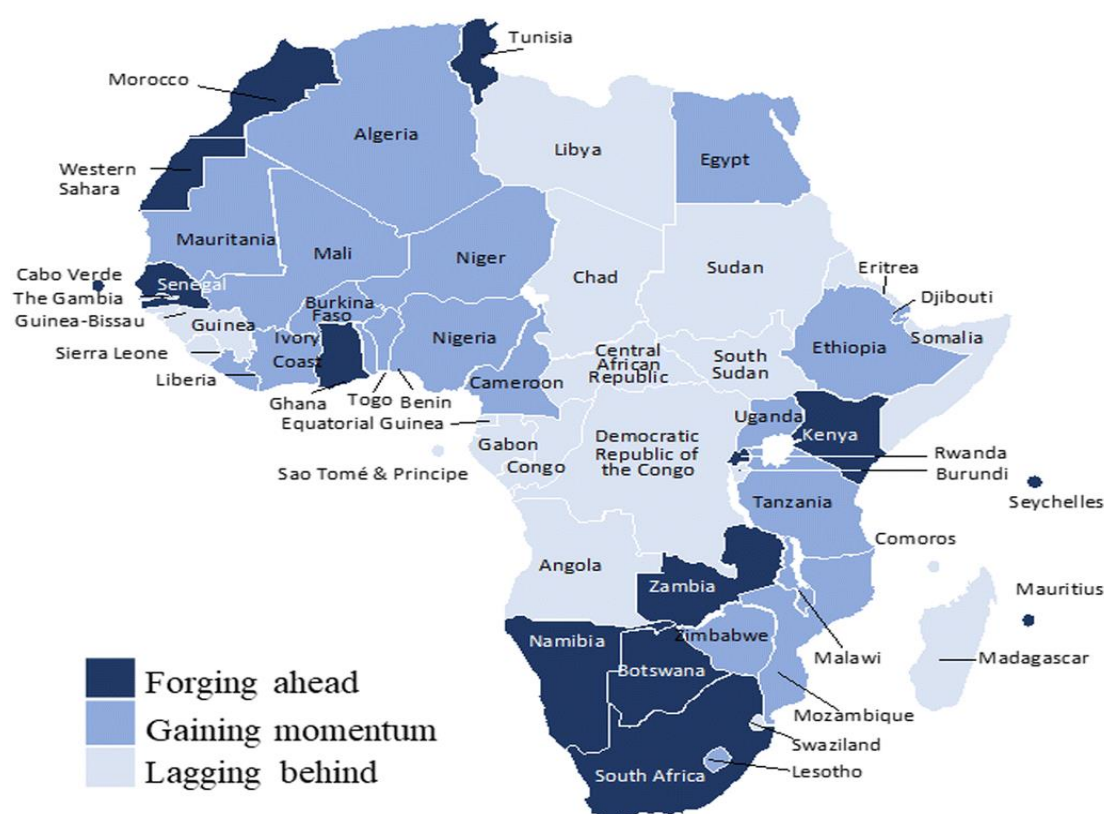 Tunisia
Morocco
Algeria
Libya
Egypt
Western
Sahara
Mauritania
Mali
Niger
Chad
Sudan
Eritrea
Cabo Verde
Senegal
The Gambia
Guinea-Bissau
Guinea
Sierra Leone
Liberia
Burkina
Faso
Ivory
Coast
Ghana
Togo
Benin
Nigeria
Cameroon
Equatorial Guinea
Central
African
Republic
South
Sudan
Djibouti
Somalia
Ethiopia
Gabon
Congo
Sao Tomé & Principe
Democratic
Republic of
the Congo
Uganda
Kenya
Rwanda
Burundi
Tanzania
Seychelles
Comoros
Angola
Zambia
Mauritius
Malawi
Madagascar
Namibia
Zimbabwe
Botswana
Mozambique
Swaziland
Lesotho
South Africa
Forging ahead
Gaining momentum
Lagging behind